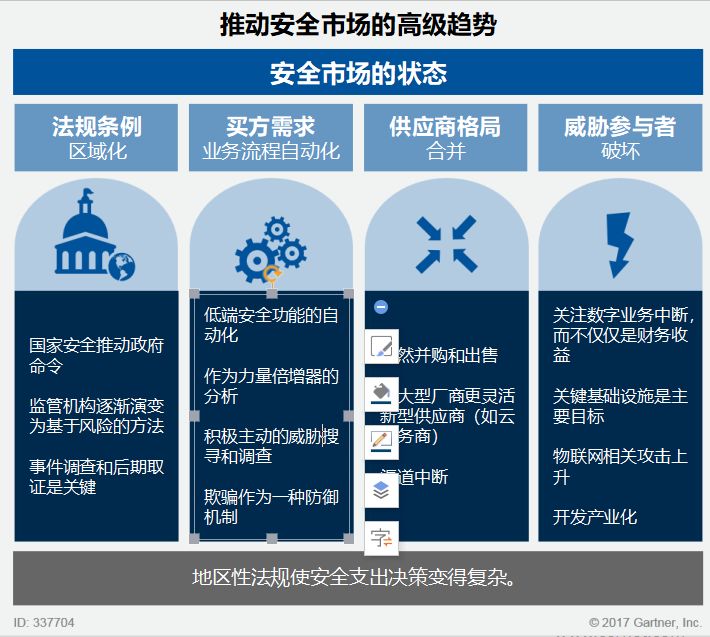 推动安全市场的高级趋势
安全市场的状态
法规条例
区域化
买方需求
业务流程自动化
供应商格局
合并
威胁参与者
破坏
国家安全推动政府
命令
监管机构逐渐演变
为基于风险的方法
事件调查和后期取
证是关键
低端安全功能的自
动化
作为力量倍增器的
分析
积极主动的威胁搜
寻和调查
欺骗作为一种防御
机制
然并购和出售
大型厂商更灵活
新型供应商（如云
务商）
渠道中断
字
关注数字业务中断，
而不仅仅是财务收
益
关键基础设施是主
要目标
物联网相关攻击上
升
开发产业化
地区性法规使安全支出决策变得复杂。
ID: 337704
© 2017 Gartner, Inc.